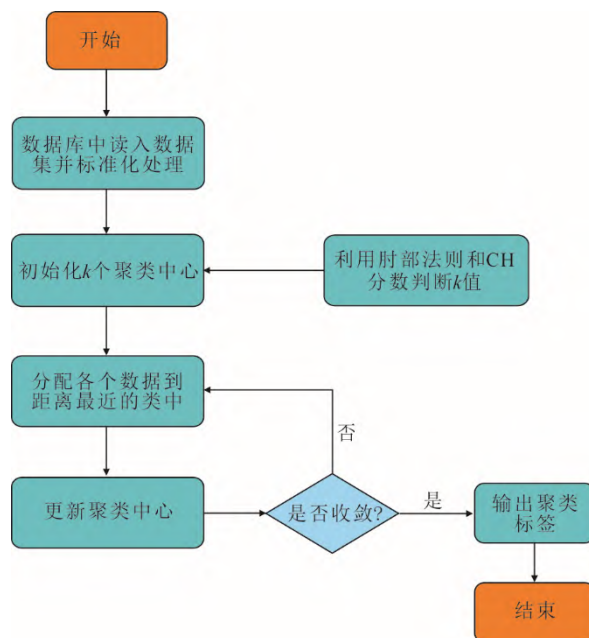 开始
数据库中读入数据
集并标准化处理
初始化k个聚类中心
利用肘部法则和CH
分数判断k值
分配各个数据到
距离最近的类中
否
更新聚类中心
是否收敛?
是
输出聚类
标签
结束